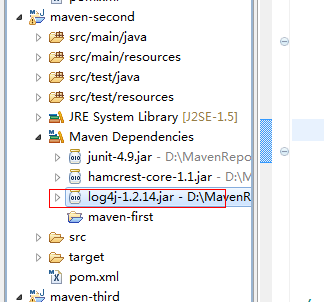 maven-second
src/main/java
src/main/resources
src/test/java
src/test/resources
JRE System Library [J2SE-1.5]
Maven Dependencies
junit-4.9.jar - D:\MavenRepo
hamcrest-core-1.1.jar - D:\
log4j-1.2.14.jar - D:\MavenR
maven-first
src
target
pom.xml
maven-third